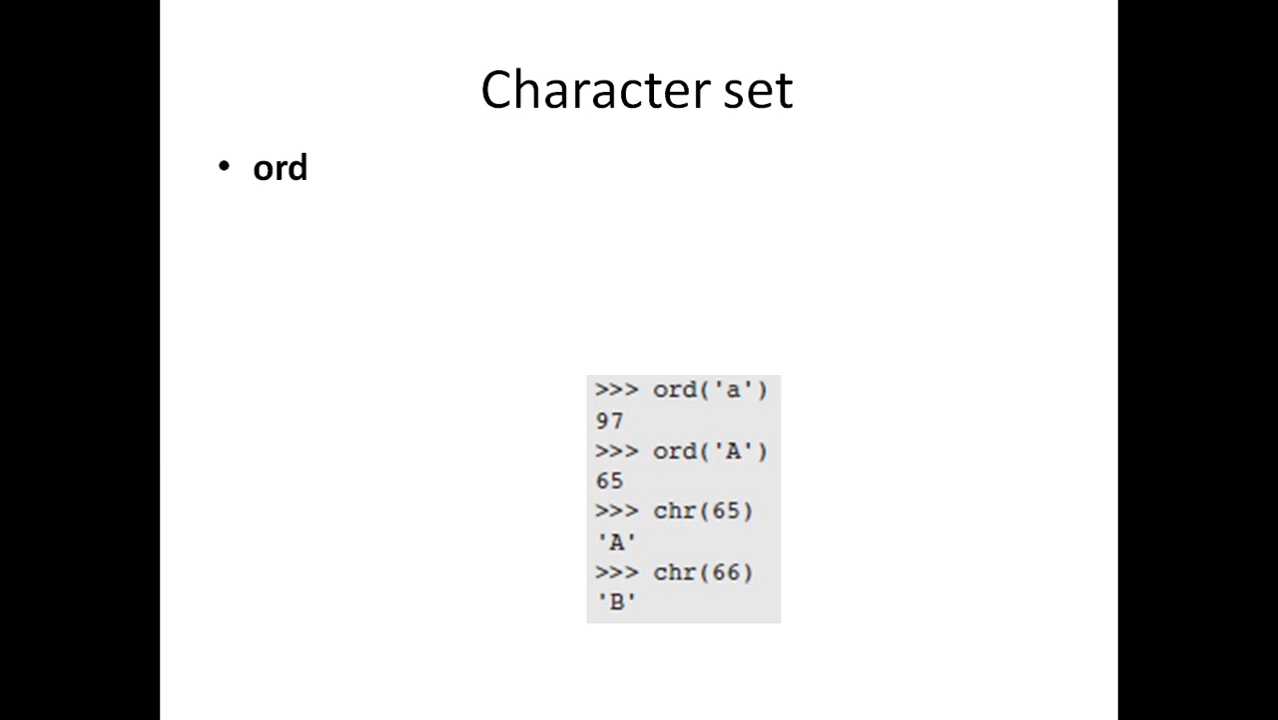 Character set
• ord
>>> ord('a')
97
>>> ord('A')
65
>>> chr(65)
'A'
>>> chr(66)
'B'